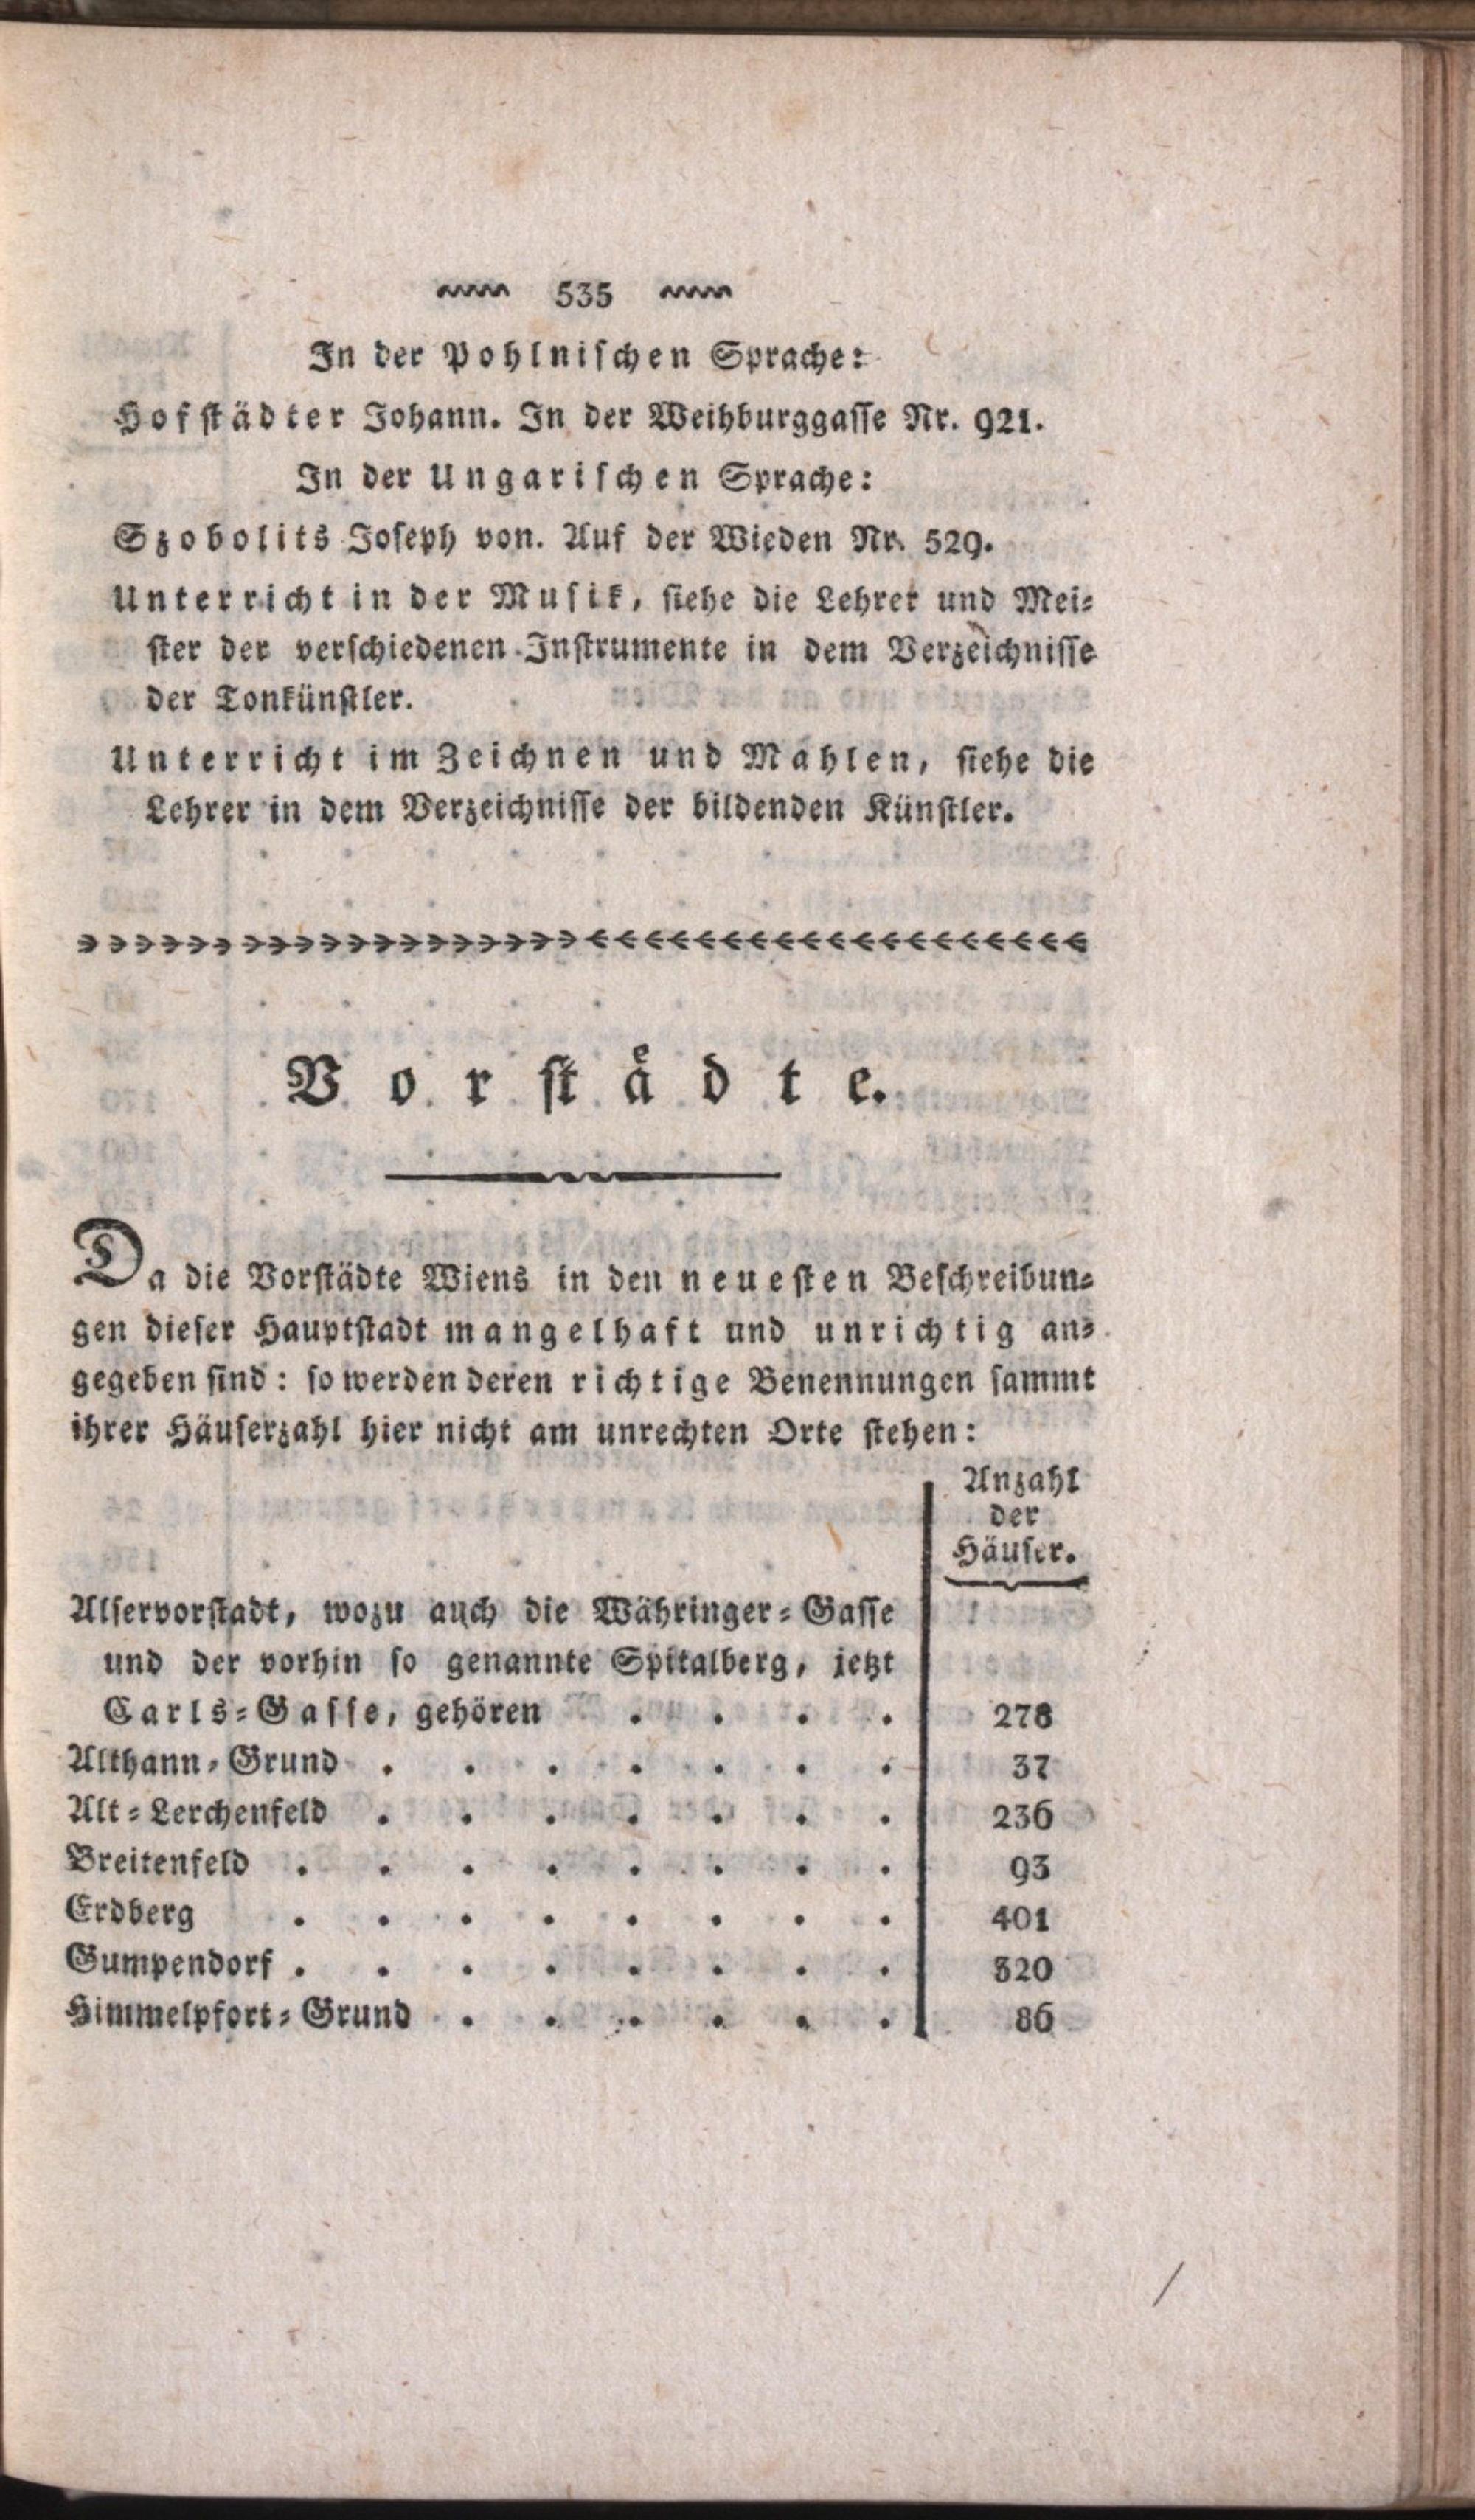 535
In der Pohlnischen Sprache:
Hofstädter Johann. In der Weihburggasse Nr. 921.
In der Ungarischen Sprache:
Szobolits Joseph von. Auf der Wieden Nr. 529.
Unterricht in der Musik, siehe die Lehrer und Mei=
ster der verschiedenen Instrumente in dem Verzeichnisse
der Tonkünstler.
Unterricht im Zeichnen und Mahlen, siehe die
Lehrer in dem Verzeichnisse der bildenden Künstler.
Vorstädte.
Da die Vorstädte Wiens in den neuesten Beschreibun=
gen dieser Hauptstadt mangelhaft und unrichtig an=
gegeben sind: so werden deren richtige Benennungen sammt
ihrer Häuserzahl hier nicht am unrechten Orte stehen:
Anzahl
der
Häuser.
Alservorstadt, wozu auch die Währinger=Gasse
und der vorhin so genannte Spitalberg, jetzt
Carls=Gasse, gehören . . . . 278
Althann=Grund . . . . . . . 37
Alt=Lerchenfeld . . . . . . . 236
Breitenfeld . . . . . . . . 93
Erdberg . . . . . . . . 401
Gumpendorf . . . . . . . . 320
Himmelpfort=Grund . . . . . . 86